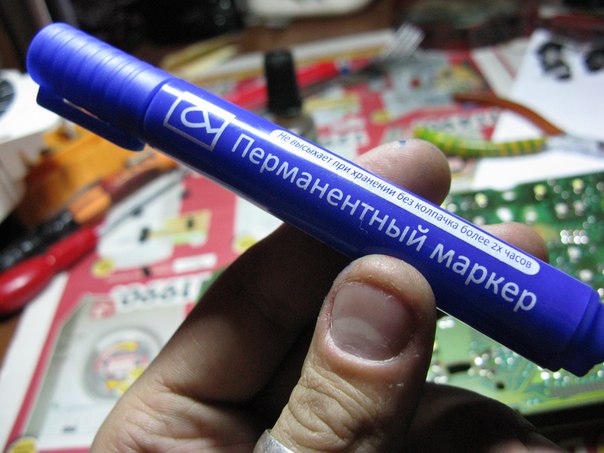 Не высыхает при хранении без колпачка более 2х часов
Перманентный маркер